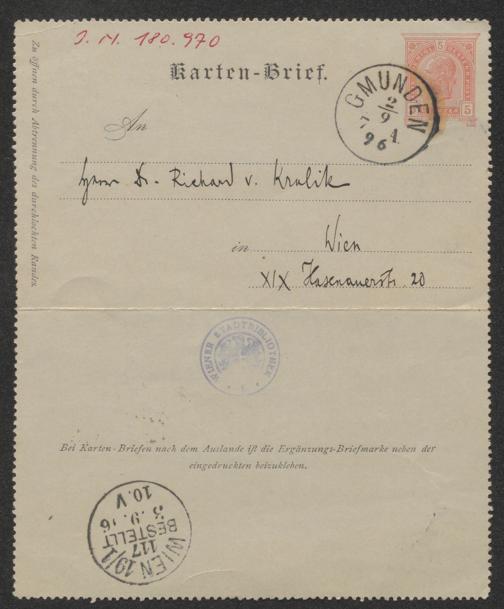 J. N. 180.970
Karten-Brief.
5
5
GMUNDEN
2
9
96
An
Herrn Dr. Richard v. Kralik
in Wien
XIX Hasenauerstr. 20
Zu öffnen durch Abtrennung des durchlochten Randes
WIENER STADTBIBLIOTHEK
Bei Karten-Briefen nach dem Auslande ist die Ergänzungs-Briefmarke neben der
eingedruckten beizukleben.
WIEN 19/1
117
BESTELLT
3.9.96
10.V